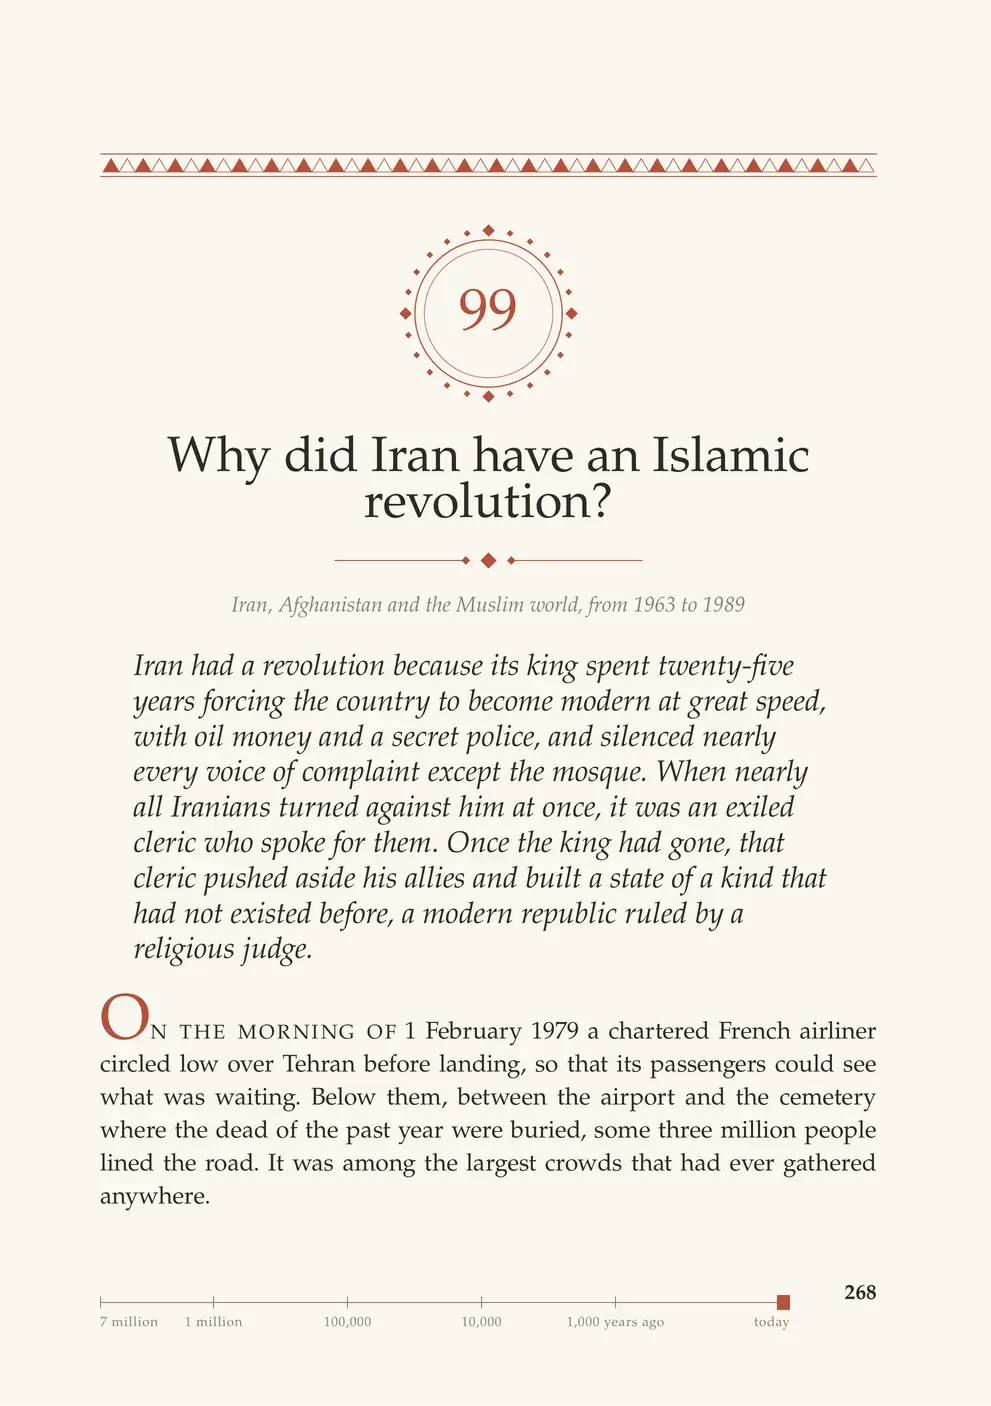 99
Why did Iran have an Islamic
revolution?
Iran, Afghanistan and the Muslim world, from 1963 to 1989
Iran had a revolution because its king spent twenty-five
years forcing the country to become modern at great speed,
with oil money and a secret police, and silenced nearly
every voice of complaint except the mosque. When nearly
all Iranians turned against him at once, it was an exiled
cleric who spoke for them. Once the king had gone, that
cleric pushed aside his allies and built a state of a kind that
had not existed before, a modern republic ruled by a
religious judge.
ON THE MORNING OF 1 February 1979 a chartered French airliner
circled low over Tehran before landing, so that its passengers could see
what was waiting. Below them, between the airport and the cemetery
where the dead of the past year were buried, some three million people
lined the road. It was among the largest crowds that had ever gathered
anywhere.
268
7 million 1 million 100,000 10,000 1,000 years ago today